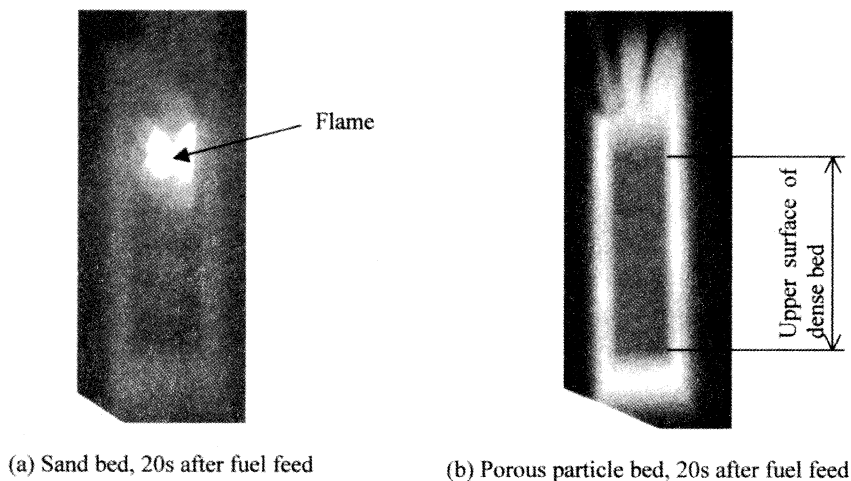 Flame
Upper surface of
dense bed
(a) Sand bed, 20s after fuel feed
(b) Porous particle bed, 20s after fuel feed